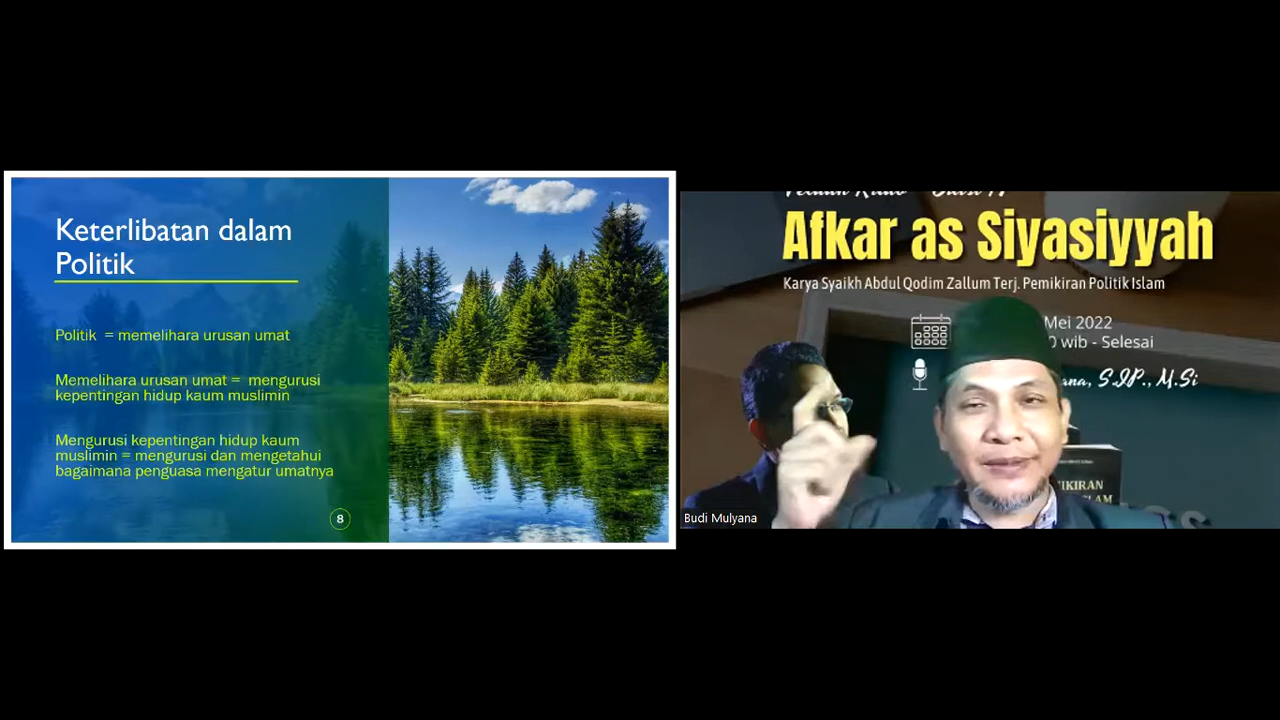 Keterlibatan dalam
Politik
Politik = memelihara urusan umat
Memelihara urusan umat = mengurusi
kepentingan hidup kaum muslimin
Mengurusi kepentingan hidup kaum
muslimin = mengurusi dan mengetahui
bagaimana penguasa mengatur umatnya
8
Afkar as Siyasiyyah
Karya Syaikh Abdul Qodim Zallum Terj. Pemikiran Politik Islam
Mei 2022
wib - Selesai
S.IP., M.Si
Budi Mulyana